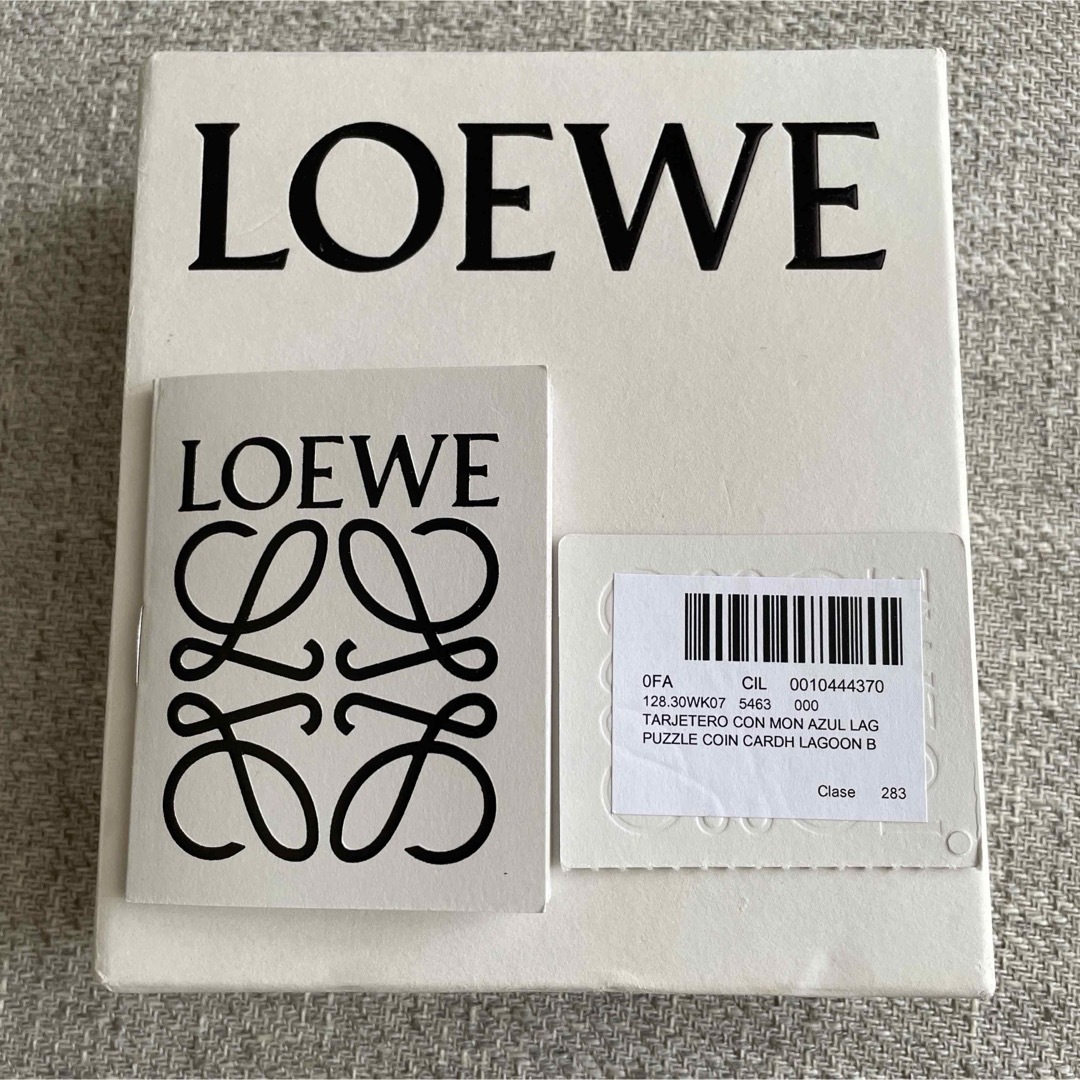 LOEWE
LOEWE
0FA CIL 0010444370
128.30WK07 5463 000
TARJETERO CON MON AZUL LAG
PUZZLE COIN CARDH LAGOON B
Clase 283